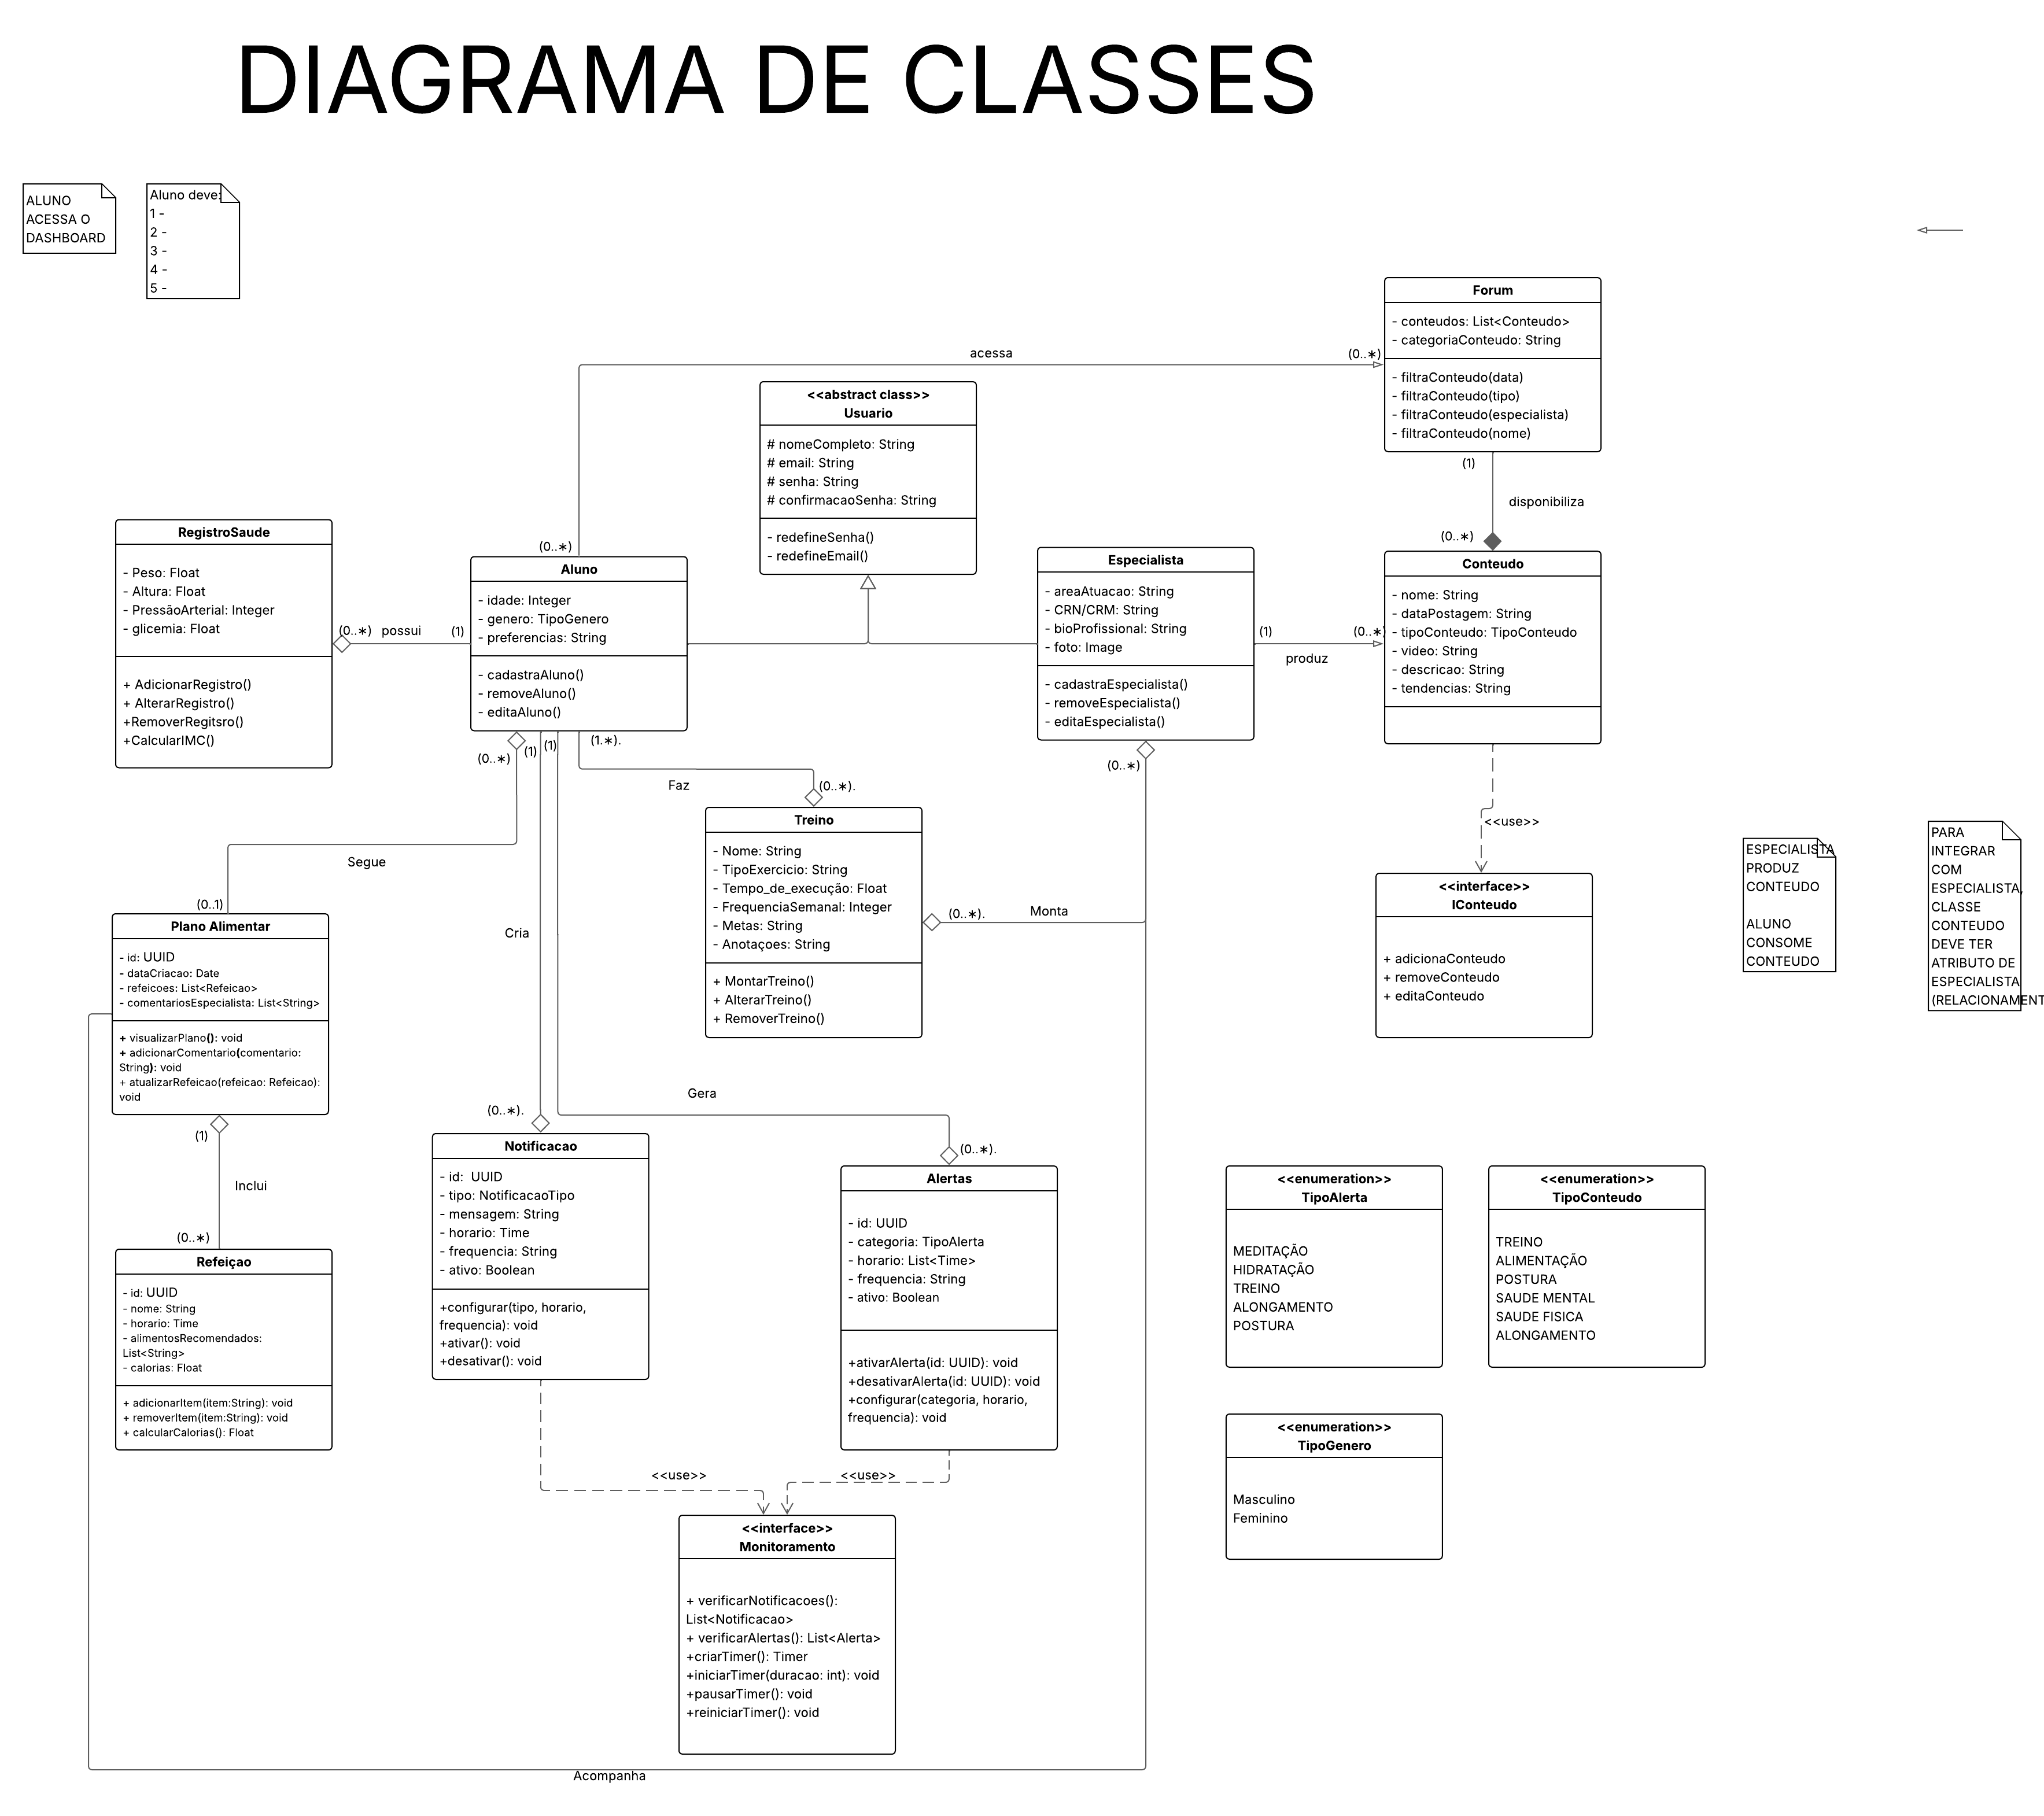 DIAGRAMA DE CLASSES
ALUNO
ACESSA O
DASHBOARD
Aluno deve:
1 -
2 -
3 -
4 -
5 -
Forum
- conteudos: List<Conteudo>
- categoriaConteudo: String
- filtraConteudo(data)
- filtraConteudo(tipo)
- filtraConteudo(especialista)
- filtraConteudo(nome)
acessa
(0..*)
(0..*)
<<abstract class>>
Usuario
# nomeCompleto: String
# email: String
# senha: String
# confirmacaoSenha: String
- redefineSenha()
- redefineEmail()
(1)
disponibiliza
(0..*)
RegistroSaude
- Peso: Float
- Altura: Float
- PressãoArterial: Integer
- glicemia: Float
+ AdicionarRegistro()
+ AlterarRegistro()
+RemoverRegitsro()
+CalcularIMC()
(0..*)
possui
(1)
Aluno
- idade: Integer
- genero: TipoGenero
- preferencias: String
- cadastraAluno()
- removeAluno()
- editaAluno()
Especialista
- areaAtuacao: String
- CRN/CRM: String
- bioProfissional: String
- foto: Image
- cadastraEspecialista()
- removeEspecialista()
- editaEspecialista()
(1)
produz
(0..*)
Conteudo
- nome: String
- dataPostagem: String
- tipoConteudo: TipoConteudo
- video: String
- descricao: String
- tendencias: String
(0..*)
(1)
(1)
(1..*).
Faz
(0..*).
(0..*)
Treino
- Nome: String
- TipoExercicio: String
- Tempo_de_execução: Float
- FrequenciaSemanal: Integer
- Metas: String
- Anotaçoes: String
+ MontarTreino()
+ AlterarTreino()
+ RemoverTreino()
(0..*).
Monta
<<use>>
<<interface>>
IConteudo
+ adicionaConteudo
+ removeConteudo
+ editaConteudo
ESPECIALISTA
PRODUZ
CONTEUDO
ALUNO
CONSOME
CONTEUDO
PARA
INTEGRAR
COM
ESPECIALISTA,
CLASSE
CONTEUDO
DEVE TER
ATRIBUTO DE
ESPECIALISTA
(RELACIONAMENT
Segue
(0..1)
Plano Alimentar
- id: UUID
- dataCriacao: Date
- refeicoes: List<Refeicao>
- comentariosEspecialista: List<String>
+ visualizarPlano(): void
+ adicionarComentario(comentario:
String): void
+ atualizarRefeicao(refeicao: Refeicao):
void
Cria
Gera
(1)
Inclui
(0..*)
Refeiçao
- id: UUID
- nome: String
- horario: Time
- alimentosRecomendados:
List<String>
- calorias: Float
+ adicionarItem(item:String): void
+ removerItem(item:String): void
+ calcularCalorias(): Float
(0..*).
Notificacao
- id:  UUID
- tipo: NotificacaoTipo
- mensagem: String
- horario: Time
- frequencia: String
- ativo: Boolean
+configurar(tipo, horario,
frequencia): void
+ativar(): void
+desativar(): void
(0..*).
Alertas
- id: UUID
- categoria: TipoAlerta
- horario: List<Time>
- frequencia: String
- ativo: Boolean
+ativarAlerta(id: UUID): void
+desativarAlerta(id: UUID): void
+configurar(categoria, horario,
frequencia): void
<<enumeration>>
TipoAlerta
MEDITAÇÃO
HIDRATAÇÃO
TREINO
ALONGAMENTO
POSTURA
<<enumeration>>
TipoConteudo
TREINO
ALIMENTAÇÃO
POSTURA
SAUDE MENTAL
SAUDE FISICA
ALONGAMENTO
<<enumeration>>
TipoGenero
Masculino
Feminino
<<use>>
<<use>>
<<interface>>
Monitoramento
+ verificarNotificacoes():
List<Notificacao>
+ verificarAlertas(): List<Alerta>
+criarTimer(): Timer
+iniciarTimer(duracao: int): void
+pausarTimer(): void
+reiniciarTimer(): void
Acompanha